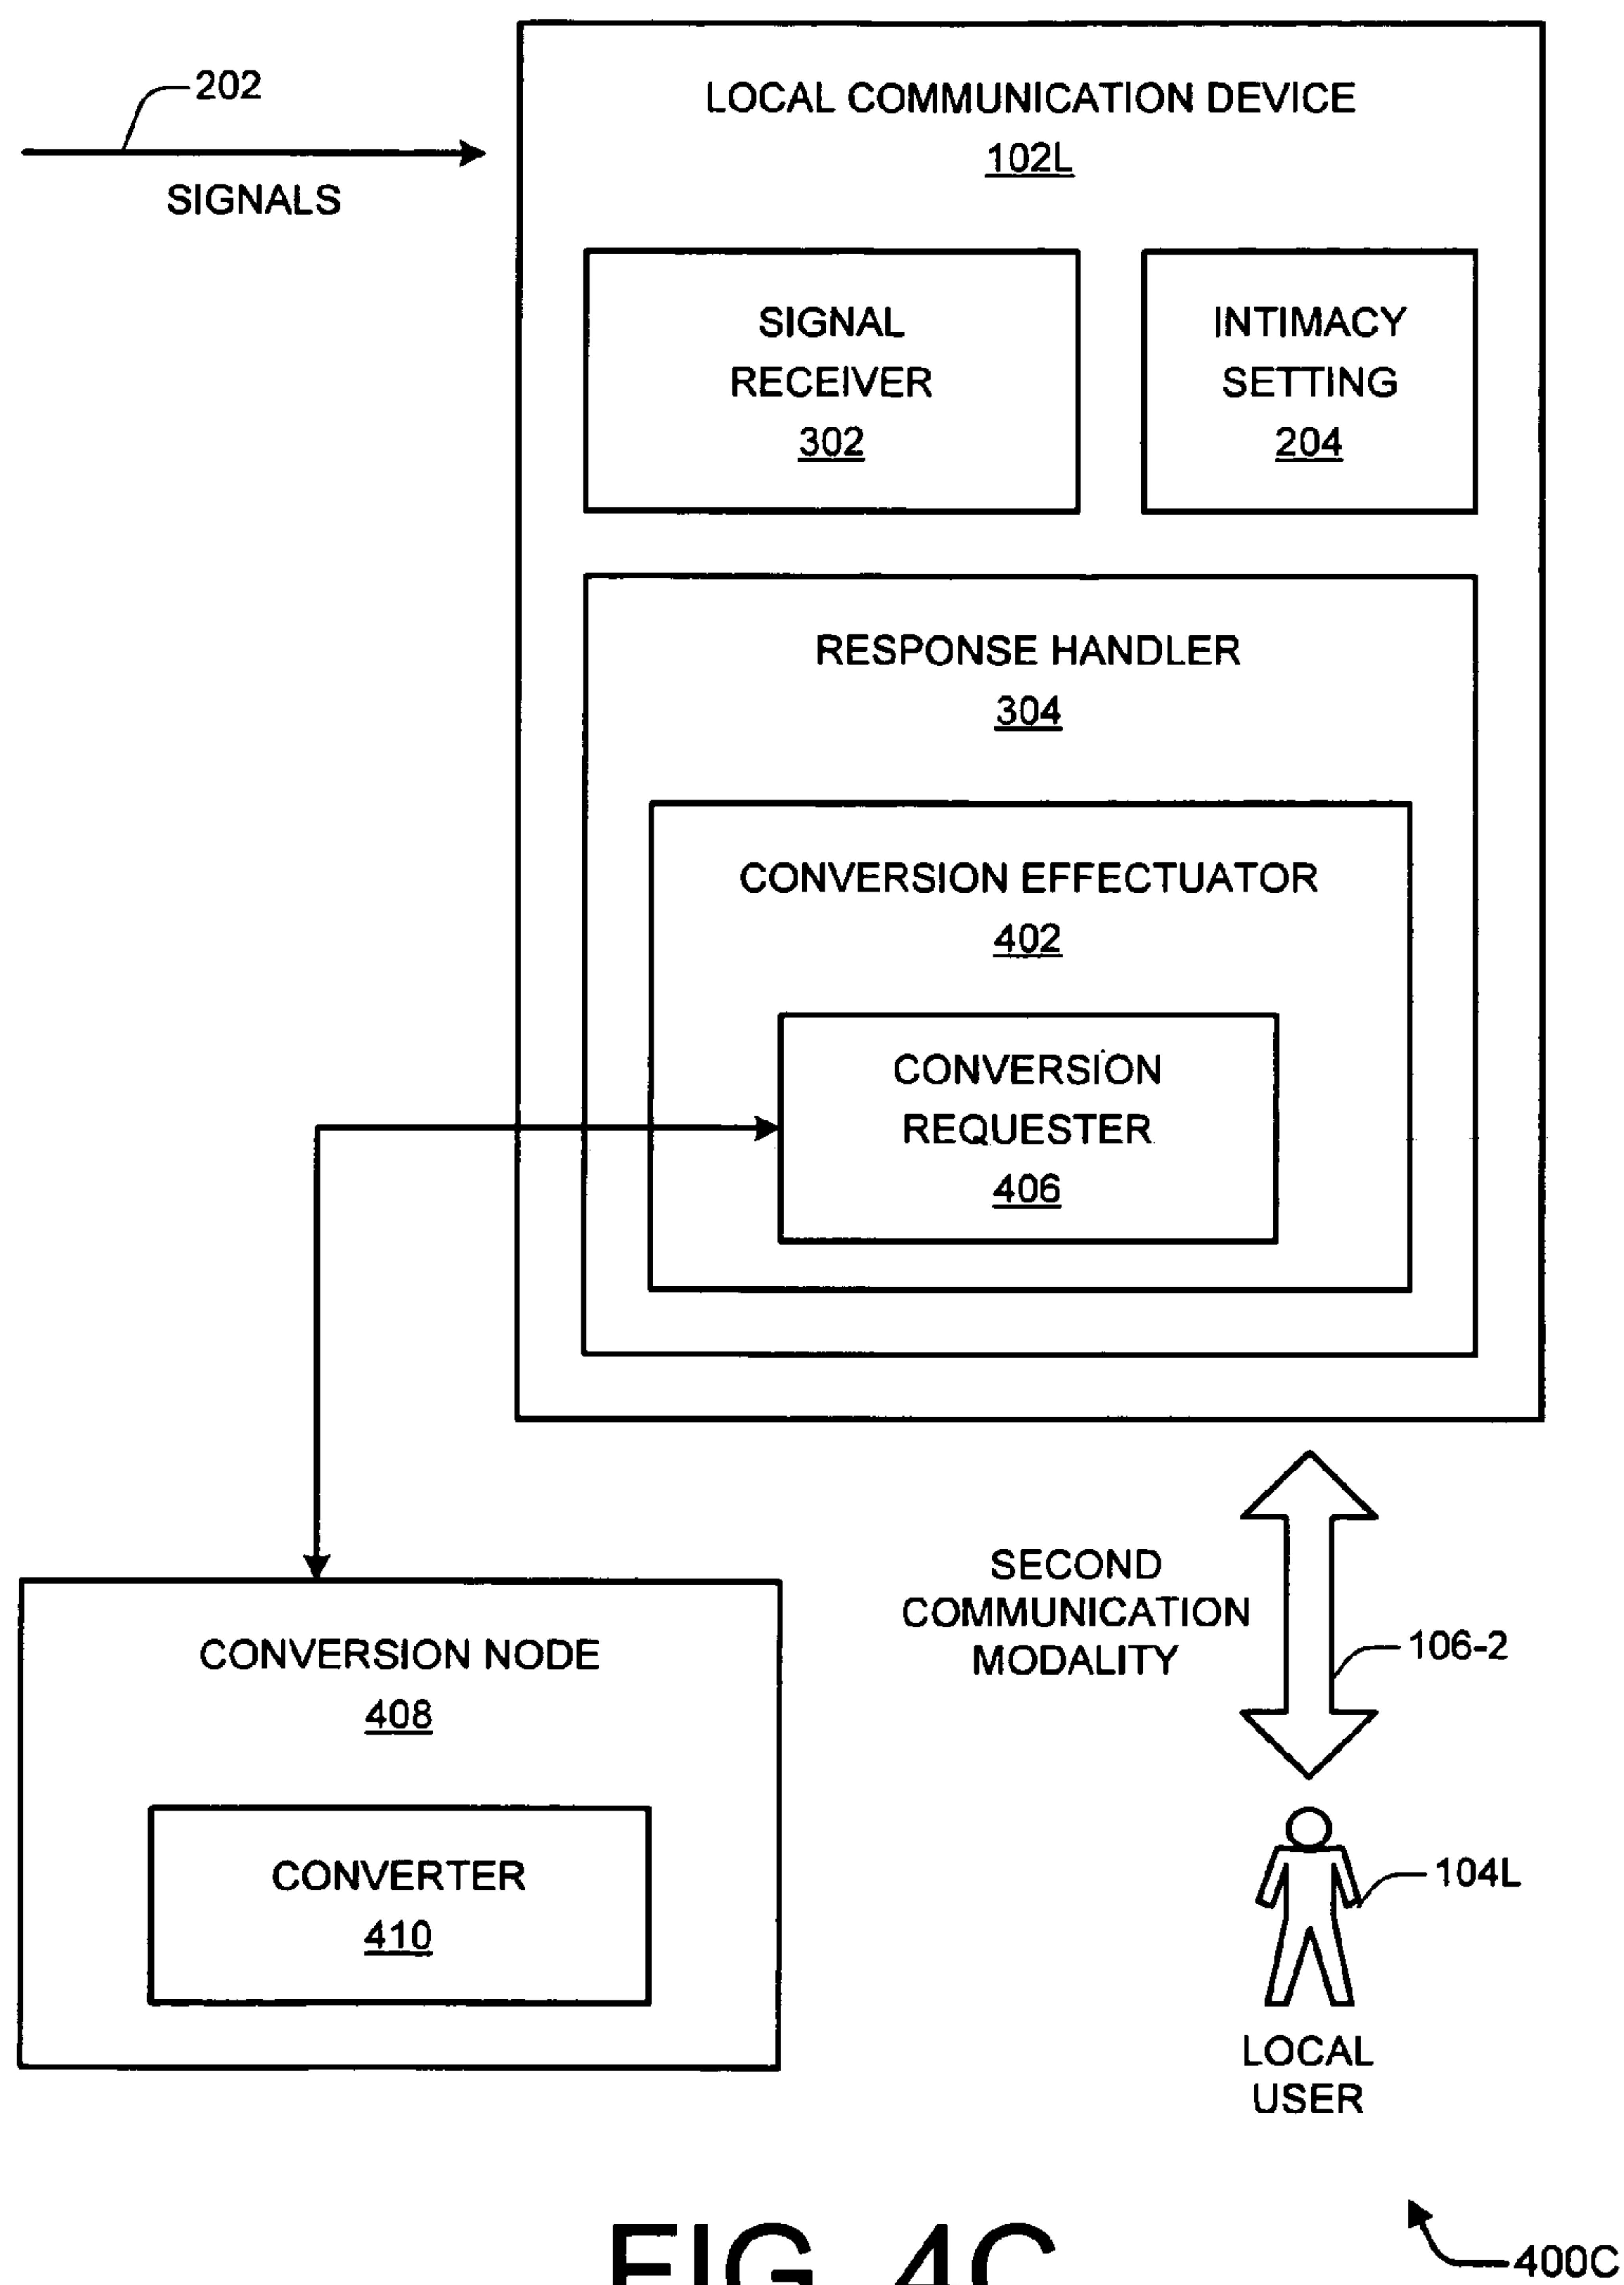 202
SIGNALS
LOCAL COMMUNICATION DEVICE
102L
SIGNAL
RECEIVER
302
INTIMACY
SETTING
204
RESPONSE HANDLER
304
CONVERSION EFFECTUATOR
402
CONVERSION
REQUESTER
406
CONVERSION NODE
408
CONVERTER
410
SECOND
COMMUNICATION
MODALITY
106-2
104L
LOCAL
USER
400C
FIG. 4C